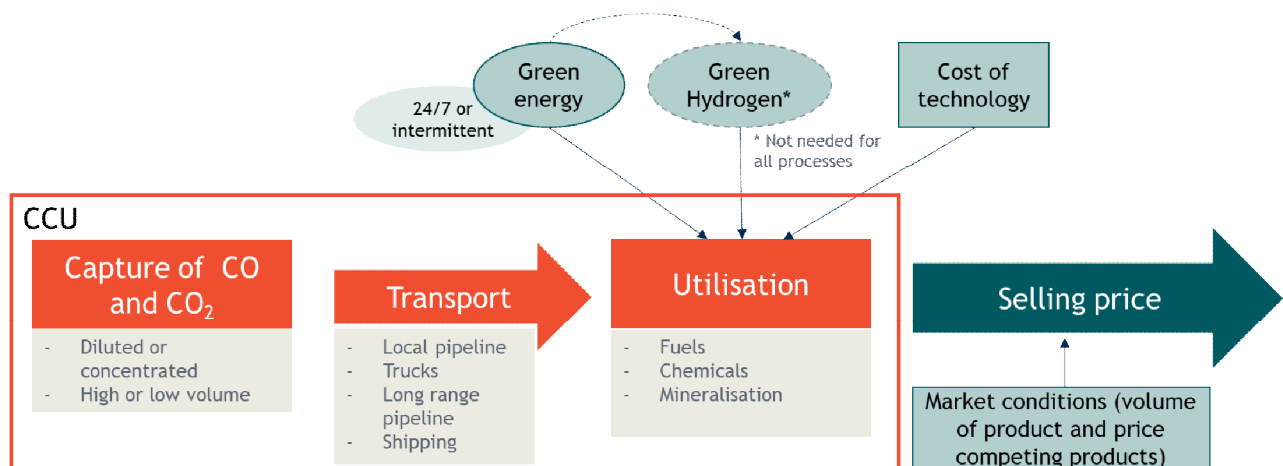 Green
energy
Green
Hydrogen*
Cost of
technology
24/7 or
intermittent
* Not needed for
all processes
CCU
Capture of CO
and CO₂
- Diluted or
concentrated
- High or low volume
Transport
- Local pipeline
- Trucks
- Long range
pipeline
- Shipping
Utilisation
- Fuels
- Chemicals
- Mineralisation
Selling price
Market conditions (volume
of product and price
competing products)